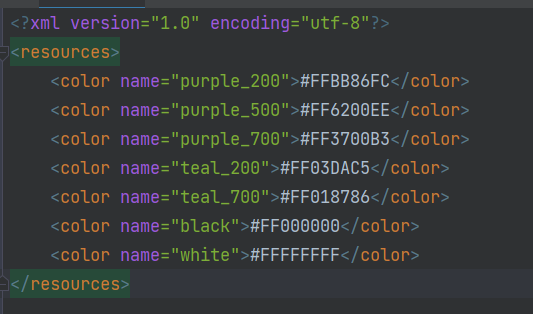 <?xml version="1.0" encoding="utf-8"?>
<resources>
    <color name="purple_200">#FFBB86FC</color>
    <color name="purple_500">#FF6200EE</color>
    <color name="purple_700">#FF3700B3</color>
    <color name="teal_200">#FF03DAC5</color>
    <color name="teal_700">#FF018786</color>
    <color name="black">#FF000000</color>
    <color name="white">#FFFFFFFF</color>
</resources>